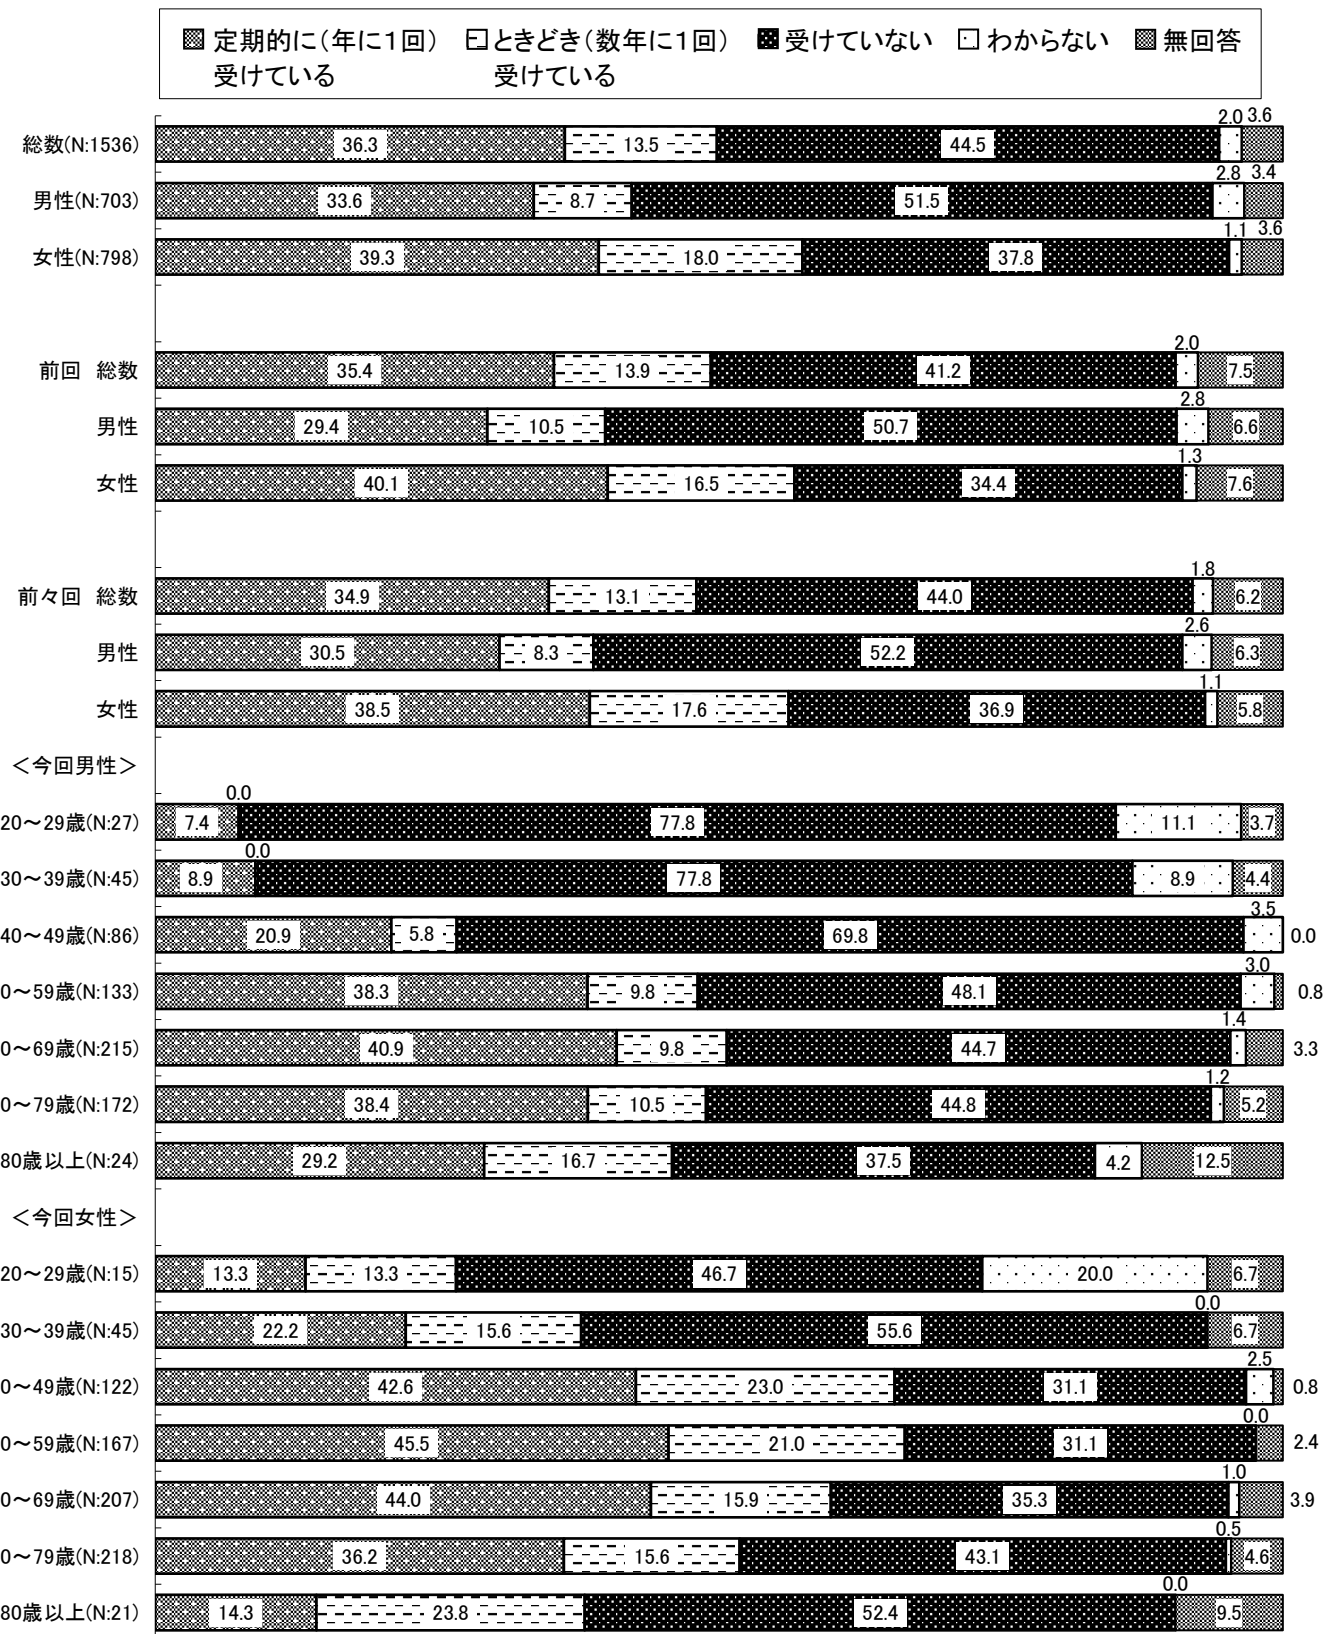 定期的に(年に1回) ときどき(数年に1回) 受けていない わからない 無回答
受けている 受けている
2.0 3.6
総数(N:1536) 36.3 13.5 44.5
2.8 3.4
男性(N:703) 33.6 8.7 51.5
1.1 3.6
女性(N:798) 39.3 18.0 37.8
2.0
前回 総数 35.4 13.9 41.2 7.5
2.8
男性 29.4 10.5 50.7 6.6
1.3
女性 40.1 16.5 34.4 7.6
1.8
前々回 総数 34.9 13.1 44.0 6.2
2.6
男性 30.5 8.3 52.2 6.3
1.1
女性 38.5 17.6 36.9 5.8
＜今回男性＞
0.0
20～29歳(N:27) 7.4 77.8 11.1 3.7
0.0
30～39歳(N:45) 8.9 77.8 8.9 4.4
3.5
40～49歳(N:86) 20.9 5.8 69.8 0.0
3.0
0～59歳(N:133) 38.3 9.8 48.1 0.8
1.4
0～69歳(N:215) 40.9 9.8 44.7 3.3
1.2
0～79歳(N:172) 38.4 10.5 44.8 5.2
80歳以上(N:24) 29.2 16.7 37.5 4.2 12.5
＜今回女性＞
20～29歳(N:15) 13.3 13.3 46.7 20.0 6.7
0.0
30～39歳(N:45) 22.2 15.6 55.6 6.7
2.5
0～49歳(N:122) 42.6 23.0 31.1 0.8
0.0
0～59歳(N:167) 45.5 21.0 31.1 2.4
1.0
0～69歳(N:207) 44.0 15.9 35.3 3.9
0.5
0～79歳(N:218) 36.2 15.6 43.1 4.6
0.0
80歳以上(N:21) 14.3 23.8 52.4 9.5